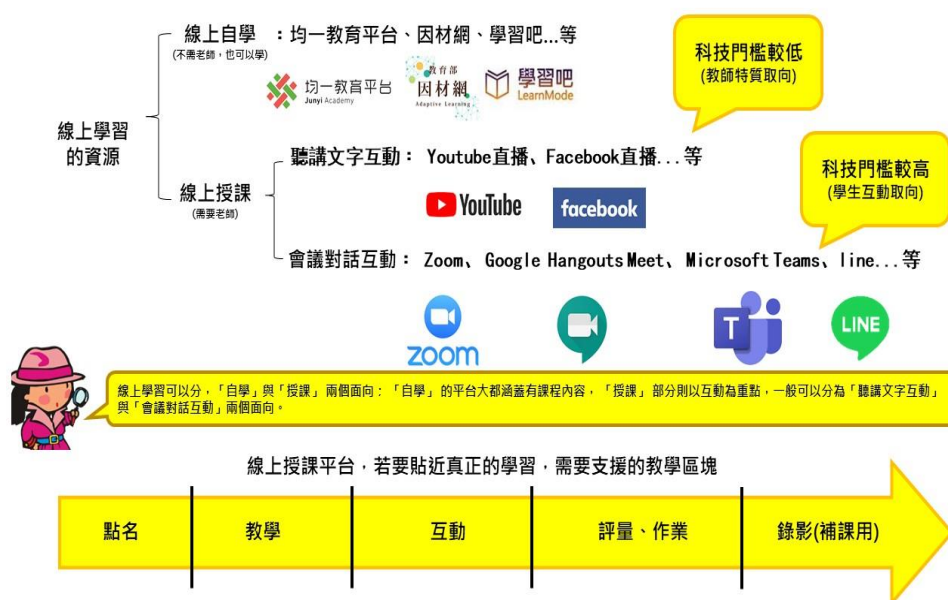 線上自學 ：均一教育平台、因材網、學習吧...等
(不需老師，也可以學)
均一教育平台
Junyi Academy
教育部
因材網
Adaptive Learning
學習吧
LearnMode
科技門檻較低
(教師特質取向)
線上學習
的資源
聽講文字互動： Youtube直播、Facebook直播...等
線上授課
(需要老師)
YouTube
facebook
科技門檻較高
(學生互動取向)
會議對話互動： Zoom、Google Hangouts Meet、Microsoft Teams、line...等
zoom
T
LINE
線上學習可以分，「自學」與「授課」兩個面向：「自學」的平台大都涵蓋有課程內容，「授課」部分則以互動為重點，一般可以分為「聽講文字互動」
與「會議對話互動」兩個面向。
線上授課平台，若要貼近真正的學習，需要支援的教學區塊
點名
教學
互動
評量、作業
錄影(補課用)